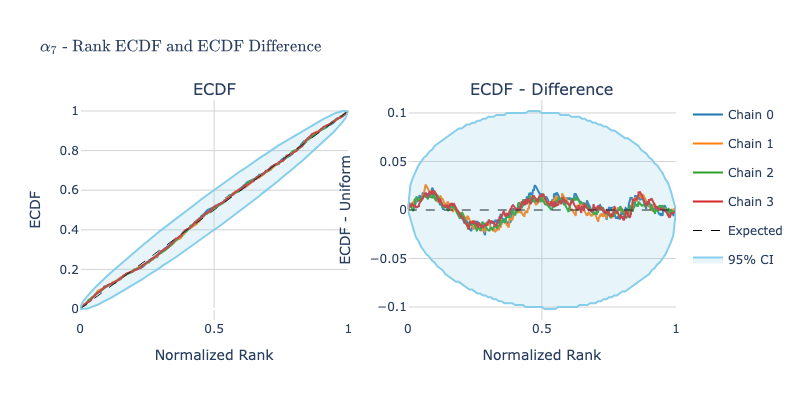 α₇ - Rank ECDF and ECDF Difference
ECDF
ECDF - Difference
ECDF
1
0.8
0.6
0.4
0.2
0
0
0.5
1
Normalized Rank
ECDF - Uniform
0.1
0.05
0
−0.05
−0.1
0
0.5
1
Normalized Rank
Chain 0
Chain 1
Chain 2
Chain 3
Expected
95% CI